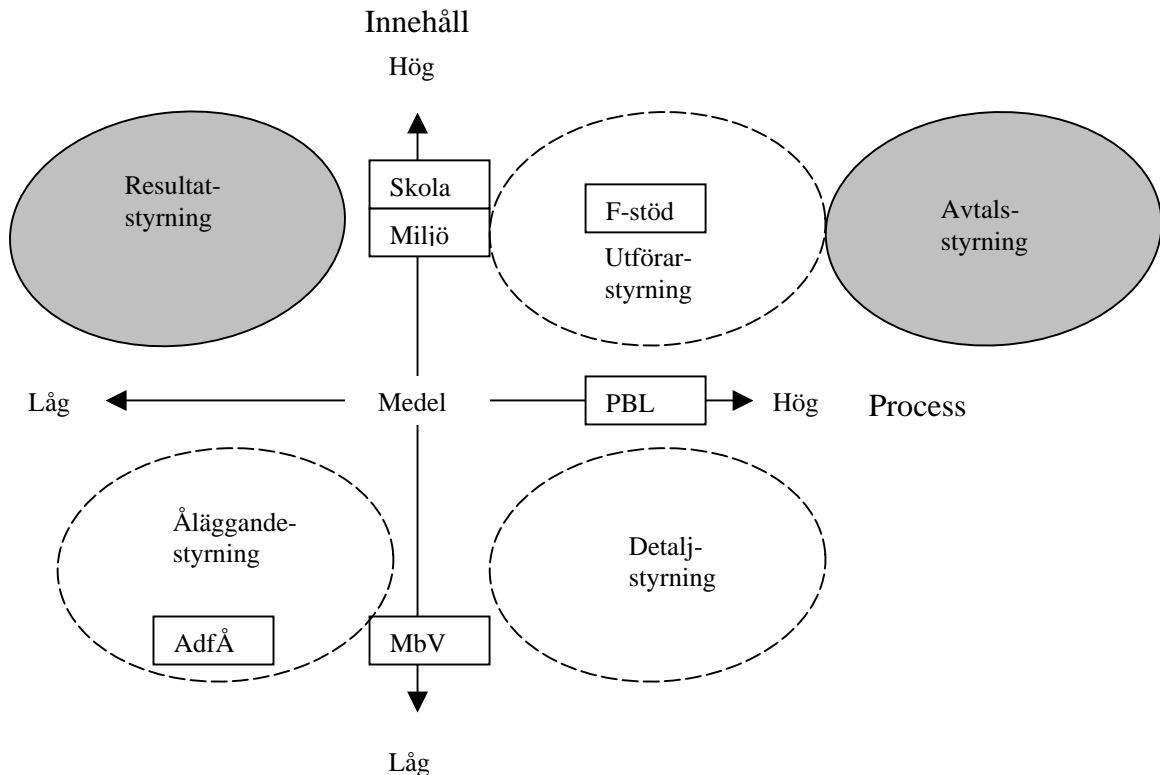 Innehåll
Hög
Resultat-
styrning
Skola
Miljö
F-stöd
Utförar-
styrning
Avtals-
styrning
Låg
Medel
PBL
Hög
Process
Åläggande-
styrning
AdfÅ
MbV
Detalj-
styrning
Låg